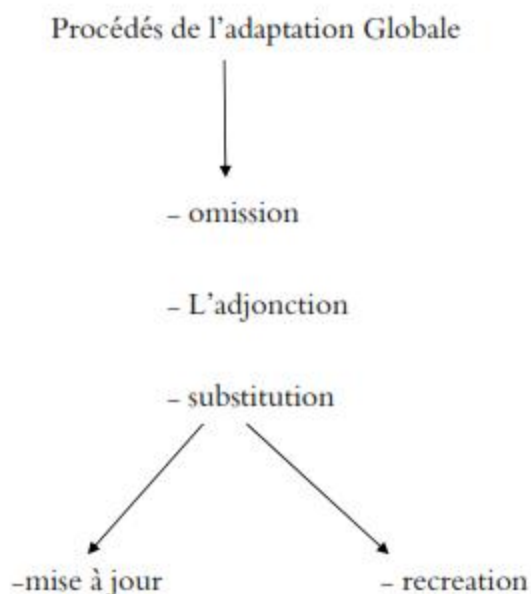 Procédés de l'adaptation Globale
- omission
- L'adjonction
- substitution
-mise à jour
- recreation